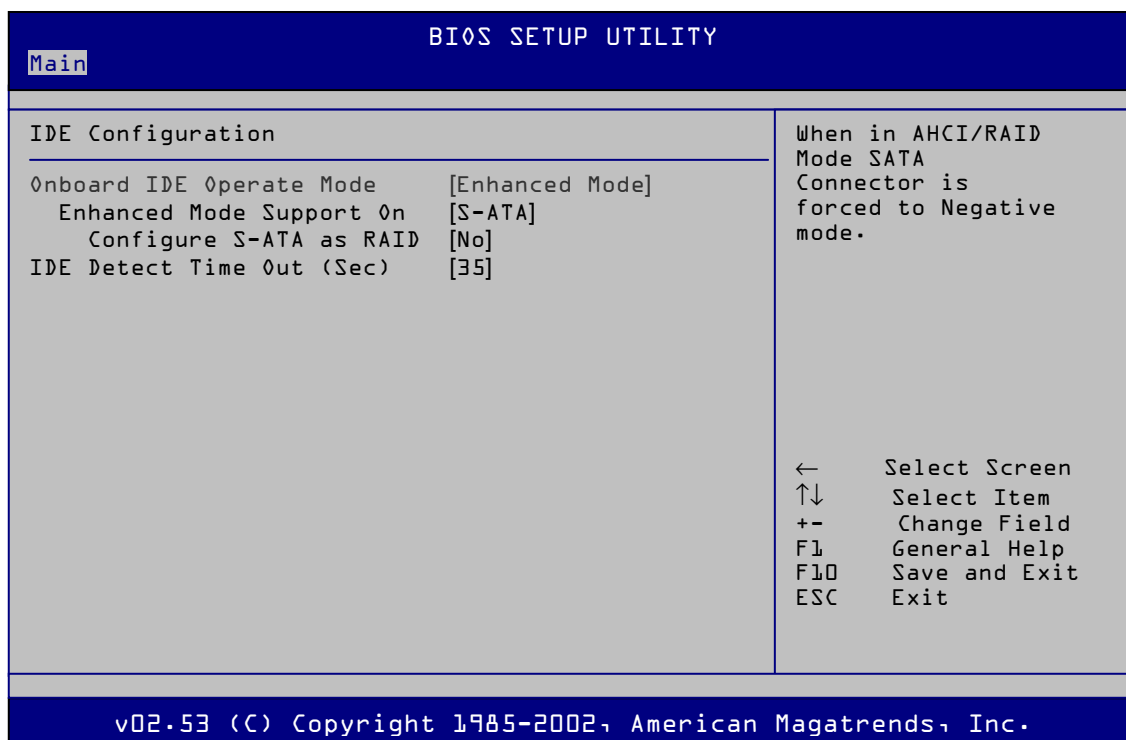 BIOS SETUP UTILITY
Main
IDE Configuration
Onboard IDE Operate Mode [Enhanced Mode]
Enhanced Mode Support On [S-ATA]
Configure S-ATA as RAID [No]
IDE Detect Time Out (Sec) [35]
When in AHCI/RAID
Mode SATA
Connector is
forced to Negative
mode.
← Select Screen
↑↓ Select Item
+- Change Field
F1 General Help
F10 Save and Exit
ESC Exit
v02.53 (C) Copyright 1985-2002, American Magatrends, Inc.